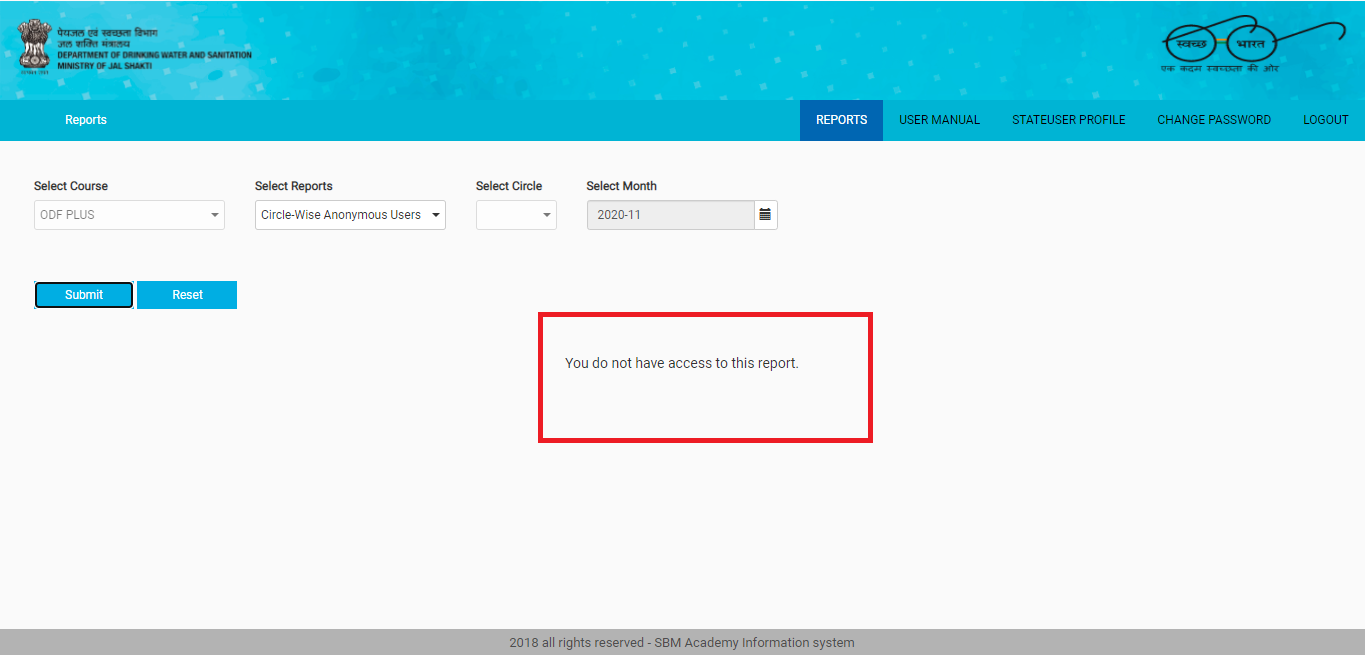 पेयजल एवं स्वच्छता विभाग
जल शक्ति मंत्रालय
DEPARTMENT OF DRINKING WATER AND SANITATION
MINISTRY OF JAL SHAKTI
स्वच्छ भारत
एक कदम स्वच्छता की ओर
Reports
REPORTS USER MANUAL STATEUSER PROFILE CHANGE PASSWORD LOGOUT
Select Course Select Reports Select Circle Select Month
ODF PLUS Circle-Wise Anonymous Users 2020-11
Submit Reset
You do not have access to this report.
2018 all rights reserved - SBM Academy Information system